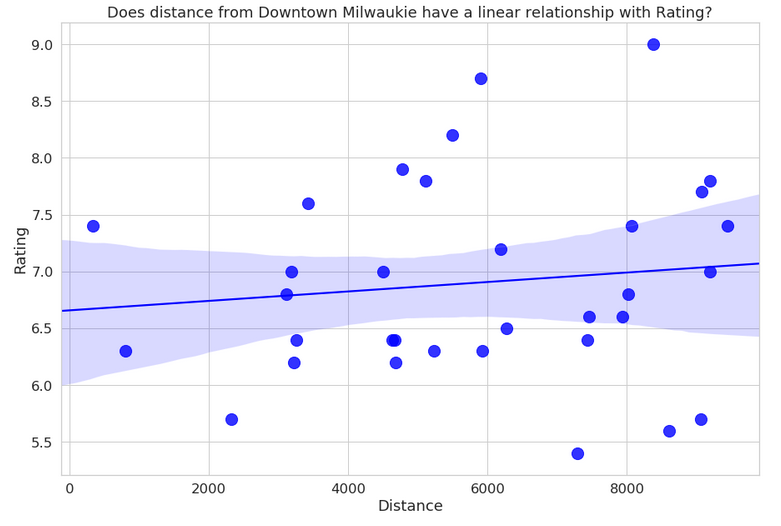 Does distance from Downtown Milwaukie have a linear relationship with Rating?
9.0
8.5
8.0
7.5
7.0
6.5
6.0
5.5
Rating
0 2000 4000 6000 8000
Distance